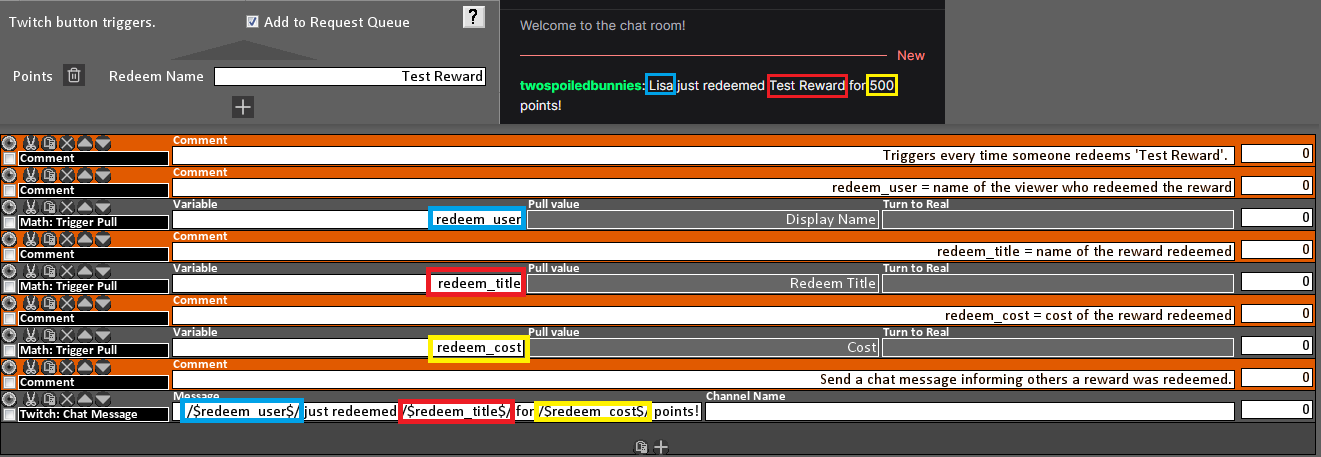 Twitch button triggers.
Add to Request Queue
?
Points
Redeem Name
Test Reward
Welcome to the chat room!
New
twospoiledbunnies: Lisa just redeemed Test Reward for 500
points!
Comment
Comment
Triggers every time someone redeems 'Test Reward'.
0
Comment
Comment
redeem_user = name of the viewer who redeemed the reward
0
Variable
Pull value
Turn to Real
Math: Trigger Pull
redeem_user
Display Name
0
Comment
Comment
redeem_title = name of the reward redeemed
0
Variable
Pull value
Turn to Real
Math: Trigger Pull
redeem_title
Redeem Title
0
Comment
Comment
redeem_cost = cost of the reward redeemed
0
Variable
Pull value
Turn to Real
Math: Trigger Pull
redeem_cost
Cost
0
Comment
Comment
Send a chat message informing others a reward was redeemed.
0
Message
Channel Name
Twitch: Chat Message
/$redeem_user$/ just redeemed /$redeem_title$/ for /$redeem_cost$/ points!
0